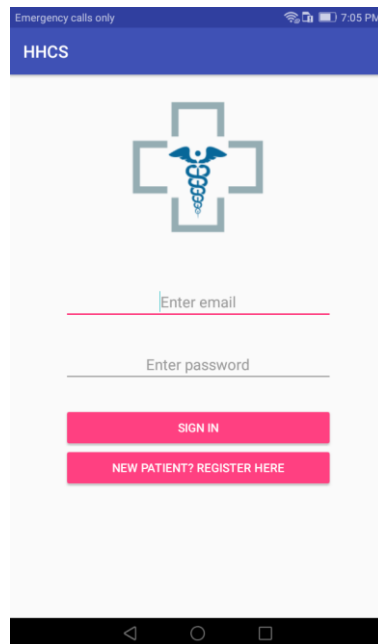 Emergency calls only 7:05 PM
HHCS
Enter email
Enter password
SIGN IN
NEW PATIENT? REGISTER HERE